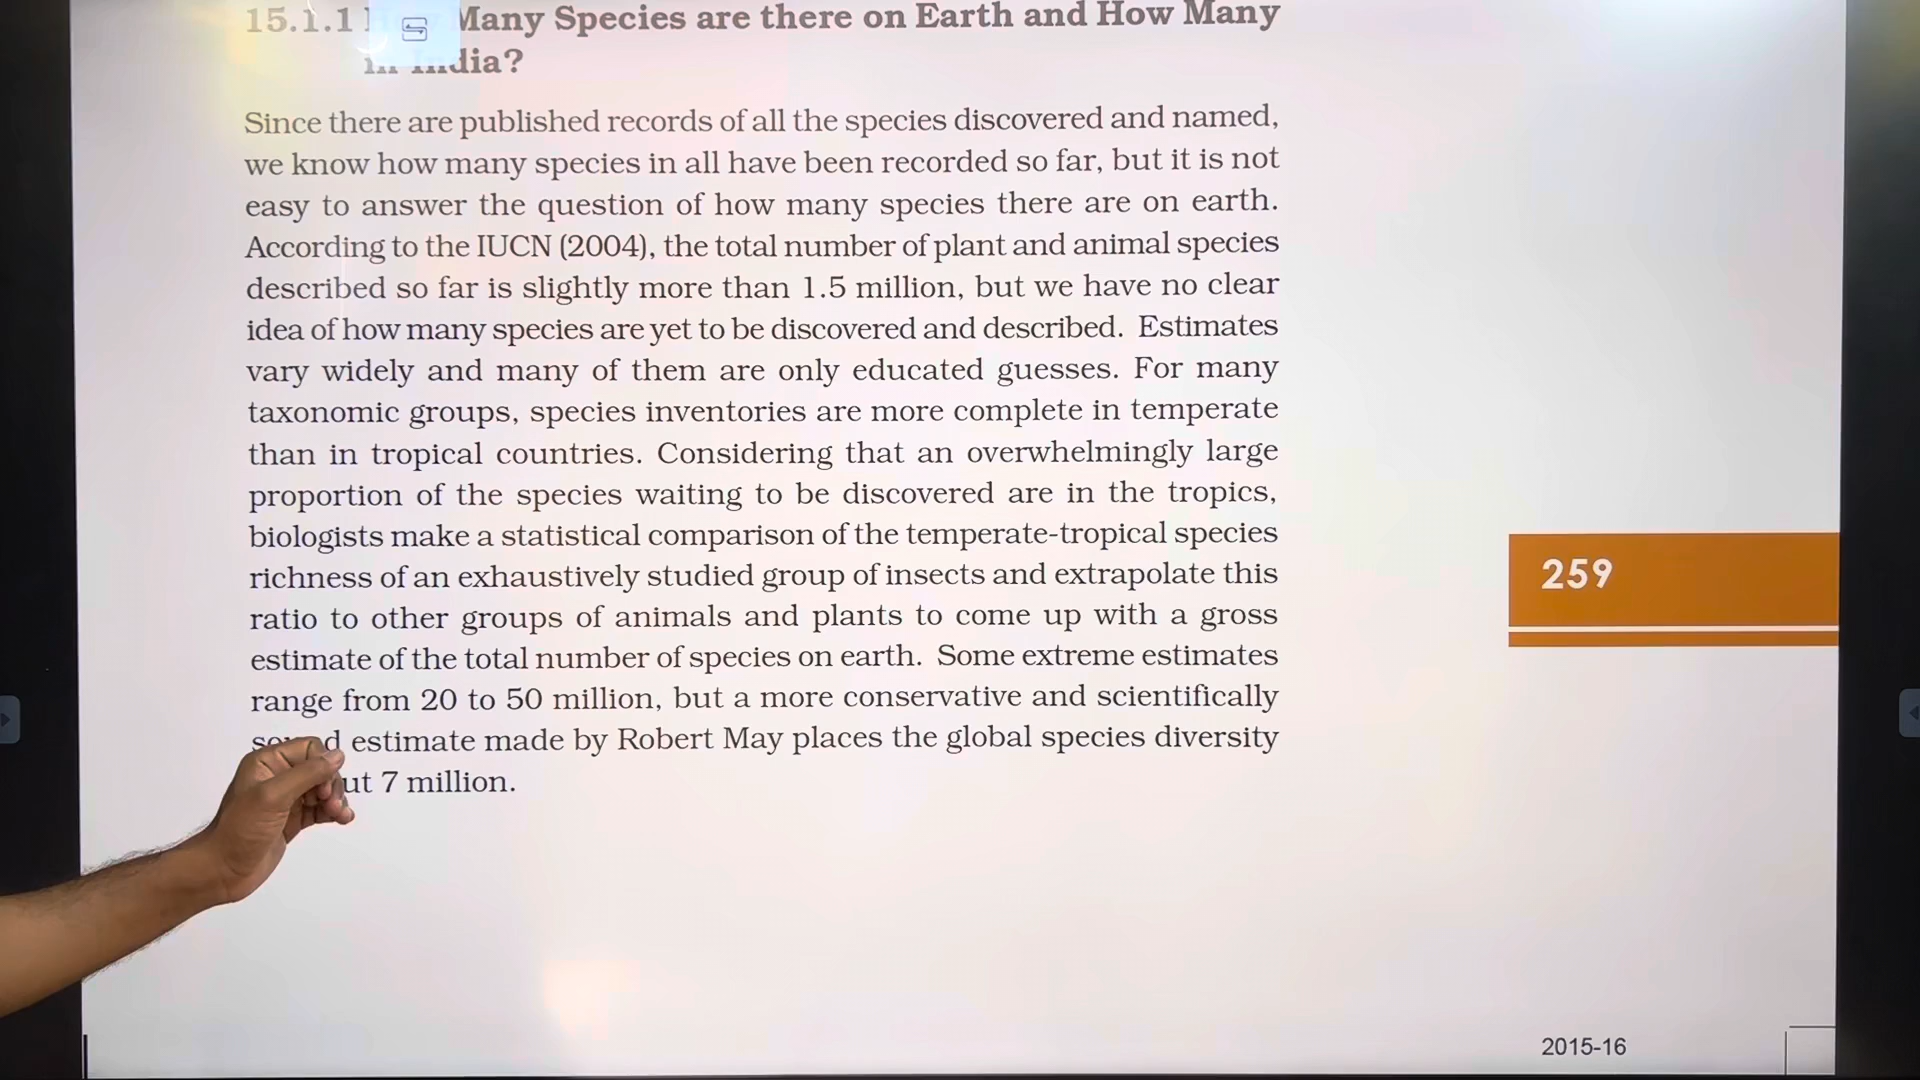 15.1.1 Many Species are there on Earth and How Many
in India?
Since there are published records of all the species discovered and named,
we know how many species in all have been recorded so far, but it is not
easy to answer the question of how many species there are on earth.
According to the IUCN (2004), the total number of plant and animal species
described so far is slightly more than 1.5 million, but we have no clear
idea of how many species are yet to be discovered and described. Estimates
vary widely and many of them are only educated guesses. For many
taxonomic groups, species inventories are more complete in temperate
than in tropical countries. Considering that an overwhelmingly large
proportion of the species waiting to be discovered are in the tropics,
biologists make a statistical comparison of the temperate-tropical species
richness of an exhaustively studied group of insects and extrapolate this
ratio to other groups of animals and plants to come up with a gross
estimate of the total number of species on earth. Some extreme estimates
range from 20 to 50 million, but a more conservative and scientifically
estimate made by Robert May places the global species diversity
7 million.
259
2015-16